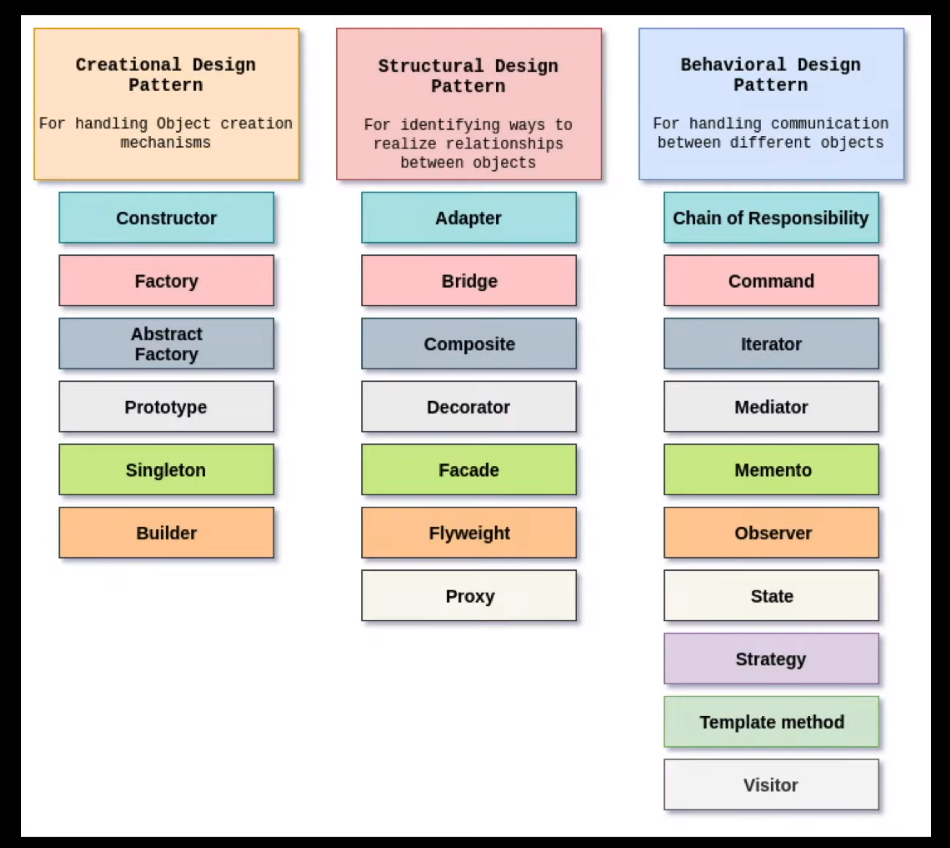 Creational Design
Pattern
For handling Object creation
mechanisms
Constructor
Factory
Abstract
Factory
Prototype
Singleton
Builder
Structural Design
Pattern
For identifying ways to
realize relationships
between objects
Adapter
Bridge
Composite
Decorator
Facade
Flyweight
Proxy
Behavioral Design
Pattern
For handling communication
between different objects
Chain of Responsibility
Command
Iterator
Mediator
Memento
Observer
State
Strategy
Template method
Visitor